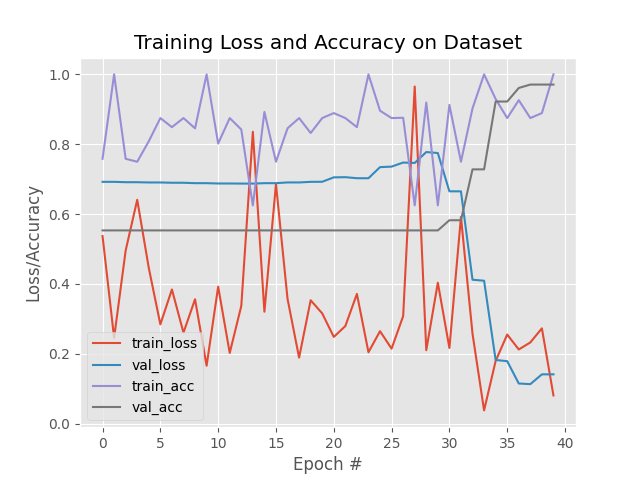 Training Loss and Accuracy on Dataset
Loss/Accuracy
1.0
0.8
0.6
0.4
0.2
0.0
train_loss
val_loss
train_acc
val_acc
0 5 10 15 20 25 30 35 40
Epoch #